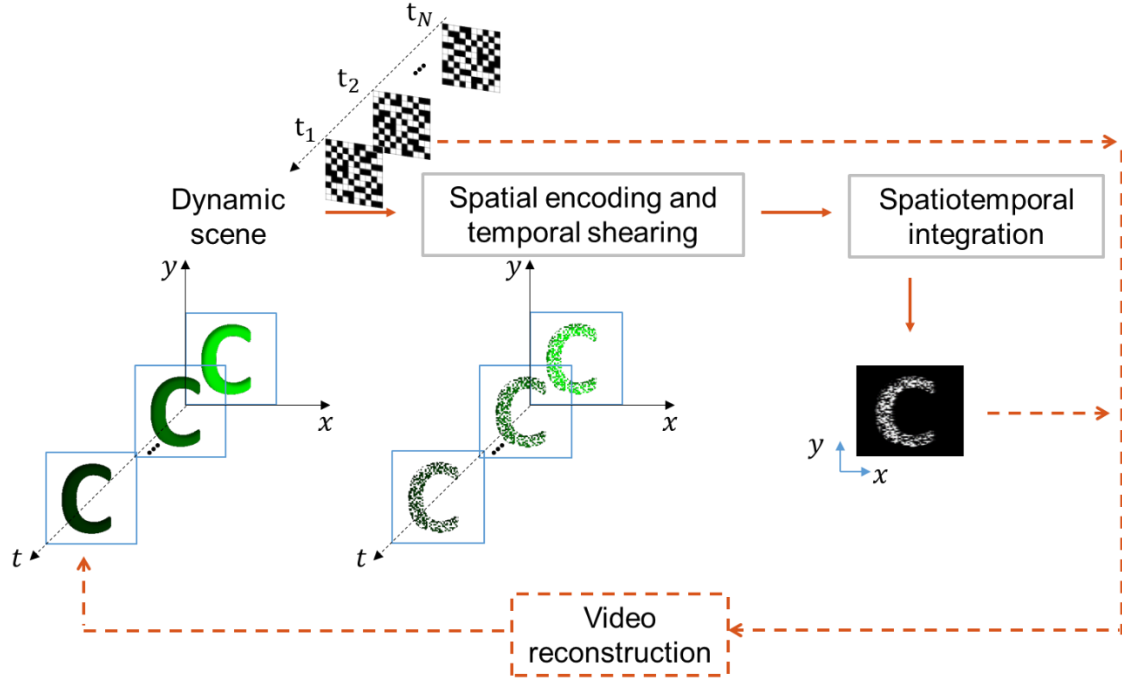 t_N
t_2
t_1
Dynamic
scene
Spatial encoding and
temporal shearing
Spatiotemporal
integration
y
C
C
C
x
t
y
C
C
C
x
t
C
y
x
Video
reconstruction